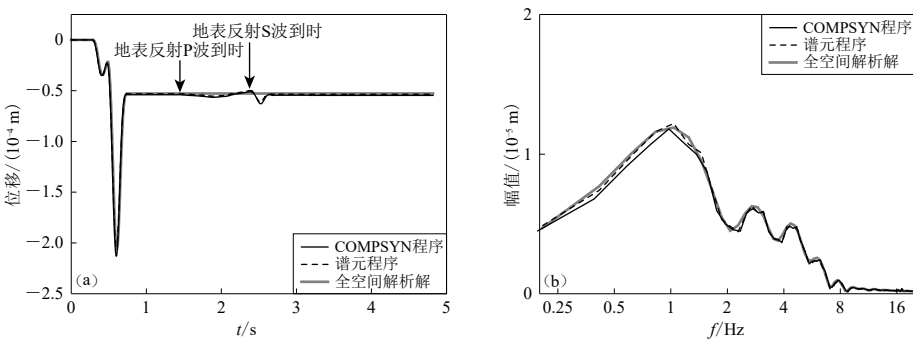 地表反射S波到时
地表反射P波到时
0
−0.5
−1.0
−1.5
−2.0
−2.5
位移/(10⁻⁴ m)
COMPSYN程序
谱元程序
全空间解析解
(a)
0 1 2 3 4 5
t/s
2
1
0
幅值/(10⁻⁵ m)
COMPSYN程序
谱元程序
全空间解析解
(b)
0.25 0.5 1 2 4 8 16
f/Hz